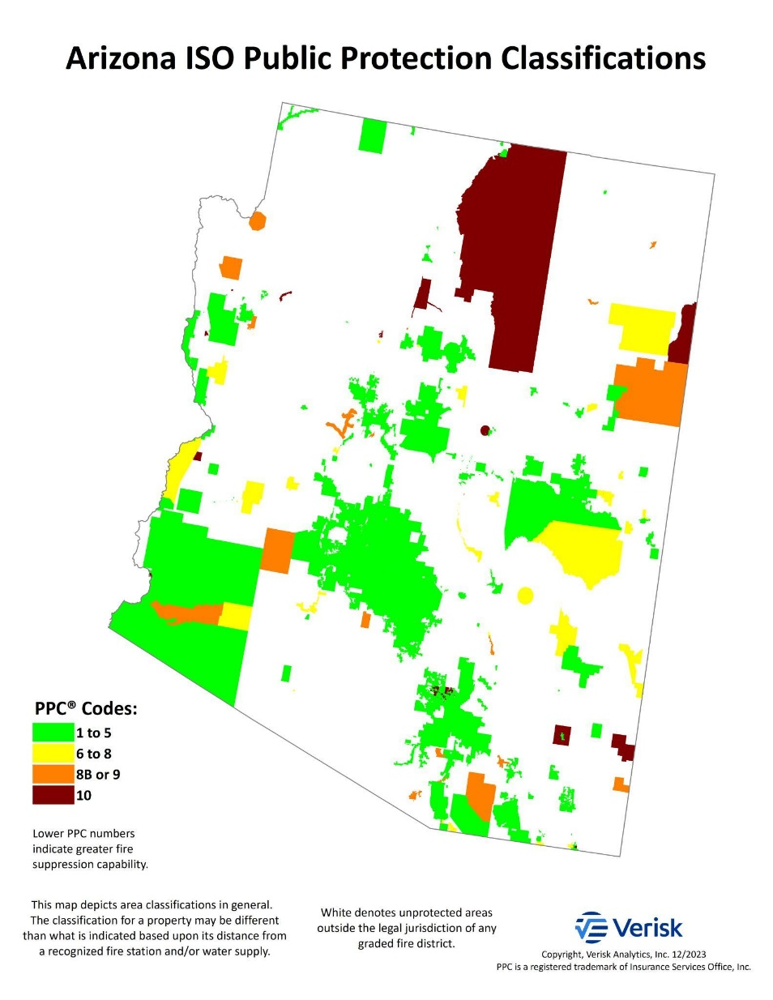 Arizona ISO Public Protection Classifications
PPC® Codes:
1 to 5
6 to 8
8B or 9
10
Lower PPC numbers
indicate greater fire
suppression capability.
This map depicts area classifications in general.
The classification for a property may be different
than what is indicated based upon its distance from
a recognized fire station and/or water supply.
White denotes unprotected areas
outside the legal jurisdiction of any
graded fire district.
Verisk
Copyright, Verisk Analytics, Inc. 12/2023
PPC is a registered trademark of Insurance Services Office, Inc.